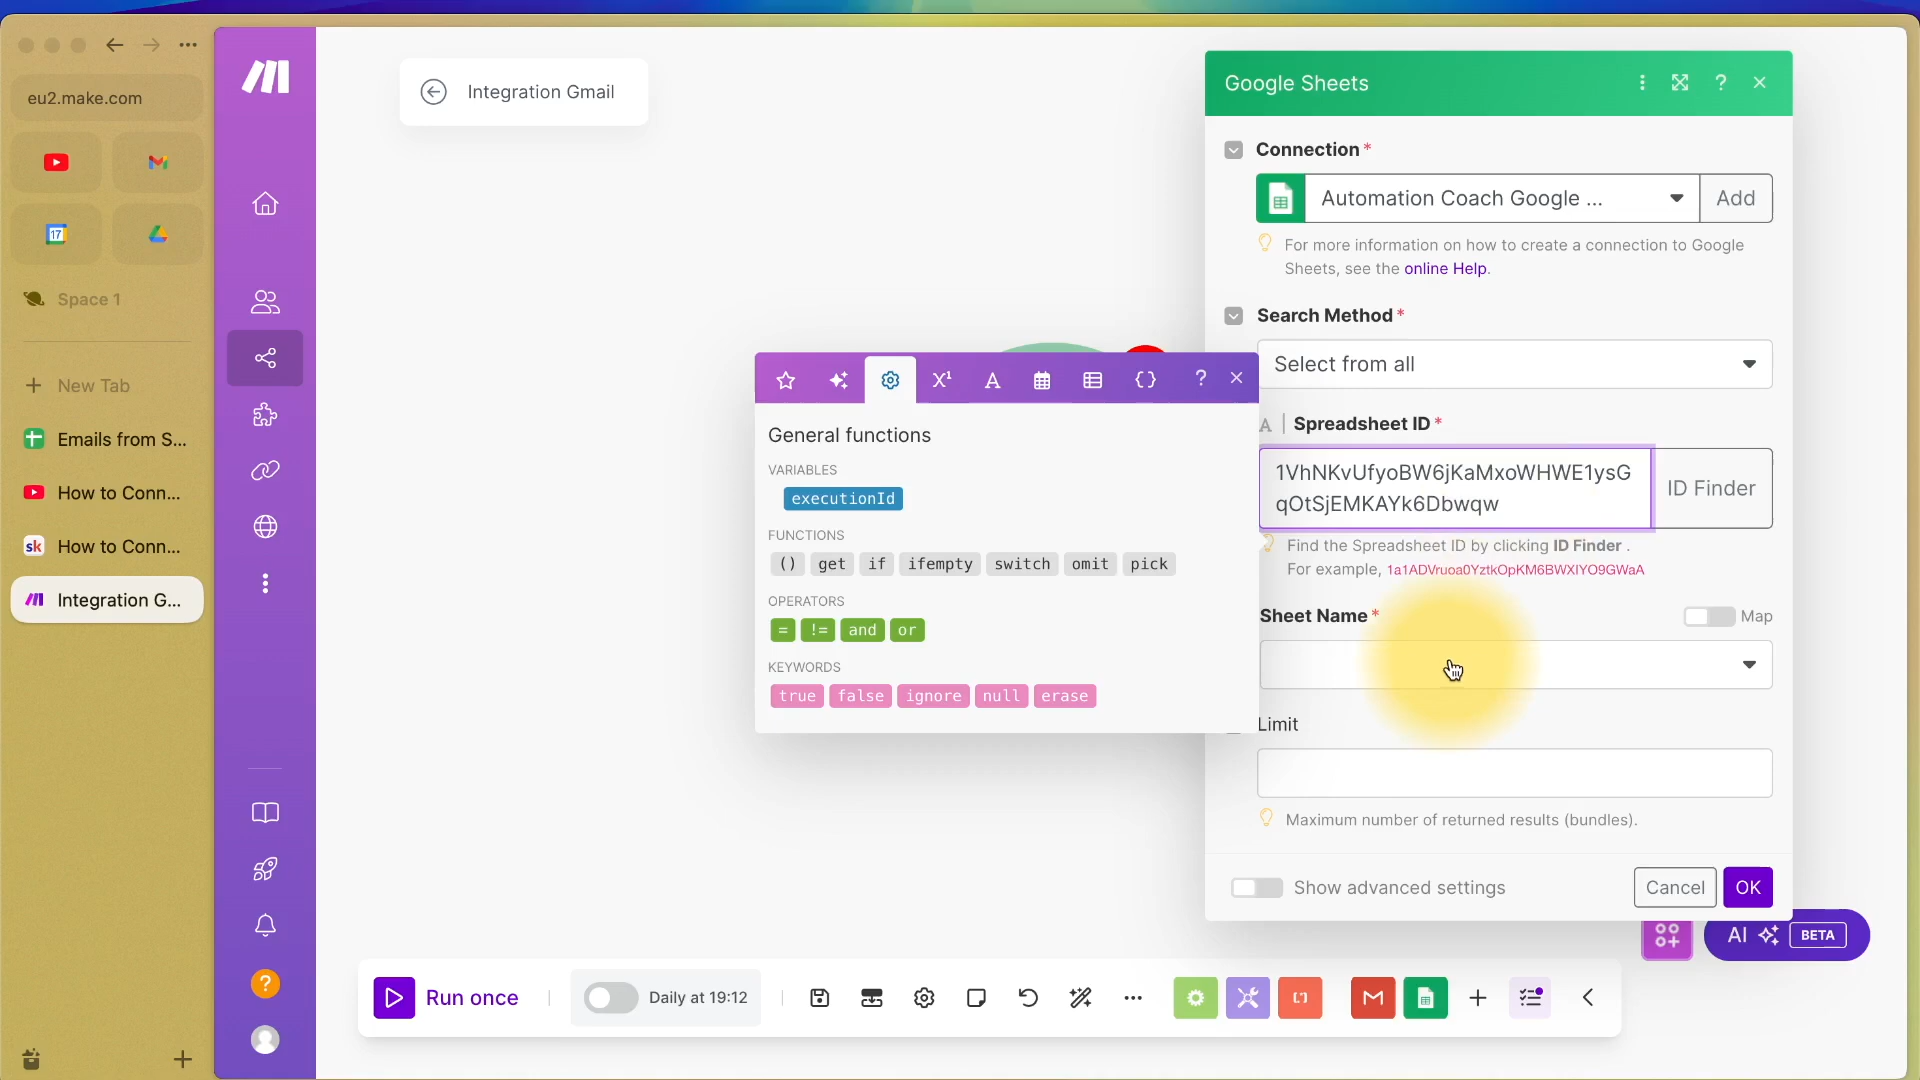 eu2.make.com
17
Space 1
New Tab
Emails from S...
How to Conn...
sk How to Conn...
Integration G...
?
Integration Gmail
Google Sheets
?
Connection*
Automation Coach Google ...
Add
For more information on how to create a connection to Google
Sheets, see the online Help.
Search Method*
Select from all
A Spreadsheet ID*
1VhNKvUfyoBW6jKaMxoWHWE1ysG
qOtSjEMKAYk6Dbwqw
ID Finder
Find the Spreadsheet ID by clicking ID Finder .
For example, 1a1ADVruoa0YztkOpKM6BWXIYO9GWaA
Sheet Name*
Map
Limit
Maximum number of returned results (bundles).
Show advanced settings
Cancel
OK
X¹ A { } ?
General functions
VARIABLES
executionId
FUNCTIONS
() get if ifempty switch omit pick
OPERATORS
= != and or
KEYWORDS
true false ignore null erase
AI BETA
Run once
Daily at 19:12